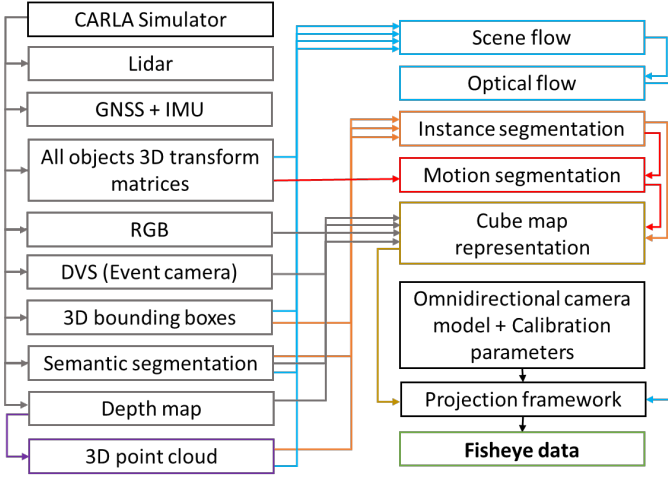 CARLA Simulator
Lidar
GNSS + IMU
All objects 3D transform
matrices
RGB
DVS (Event camera)
3D bounding boxes
Semantic segmentation
Depth map
3D point cloud
Scene flow
Optical flow
Instance segmentation
Motion segmentation
Cube map
representation
Omnidirectional camera
model + Calibration
parameters
Projection framework
Fisheye data